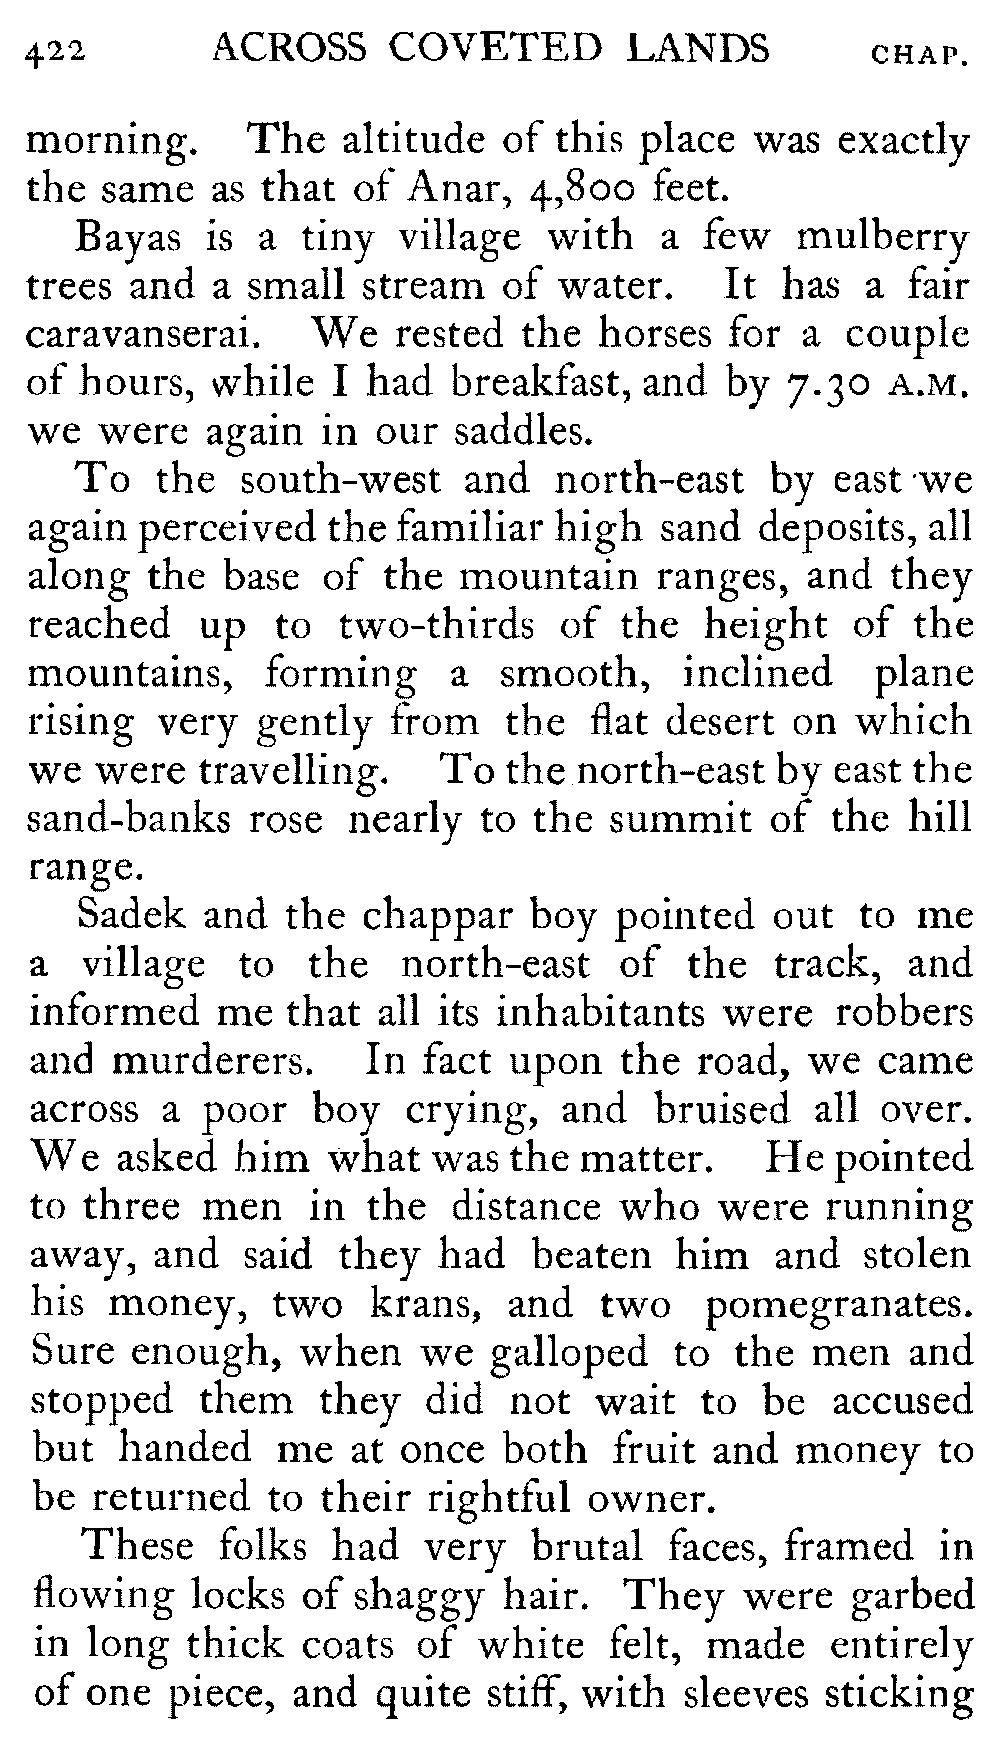 422 ACROSS COVETED LANDS CHAP.
morning. The altitude of this place was exactly
the same as that of Anar, 4,800 feet.
Bayas is a tiny village with a few mulberry
trees and a small stream of water. It has a fair
caravanserai. We rested the horses for a couple
of hours, while I had breakfast, and by 7.30 A.M.
we were again in our saddles.
To the south-west and north-east by east we
again perceived the familiar high sand deposits, all
along the base of the mountain ranges, and they
reached up to two-thirds of the height of the
mountains, forming a smooth, inclined plane
rising very gently from the flat desert on which
we were travelling. To the north-east by east the
sand-banks rose nearly to the summit of the hill
range.
Sadek and the chappar boy pointed out to me
a village to the north-east of the track, and
informed me that all its inhabitants were robbers
and murderers. In fact upon the road, we came
across a poor boy crying, and bruised all over.
We asked him what was the matter. He pointed
to three men in the distance who were running
away, and said they had beaten him and stolen
his money, two krans, and two pomegranates.
Sure enough, when we galloped to the men and
stopped them they did not wait to be accused
but handed me at once both fruit and money to
be returned to their rightful owner.
These folks had very brutal faces, framed in
flowing locks of shaggy hair. They were garbed
in long thick coats of white felt, made entirely
of one piece, and quite stiff, with sleeves sticking